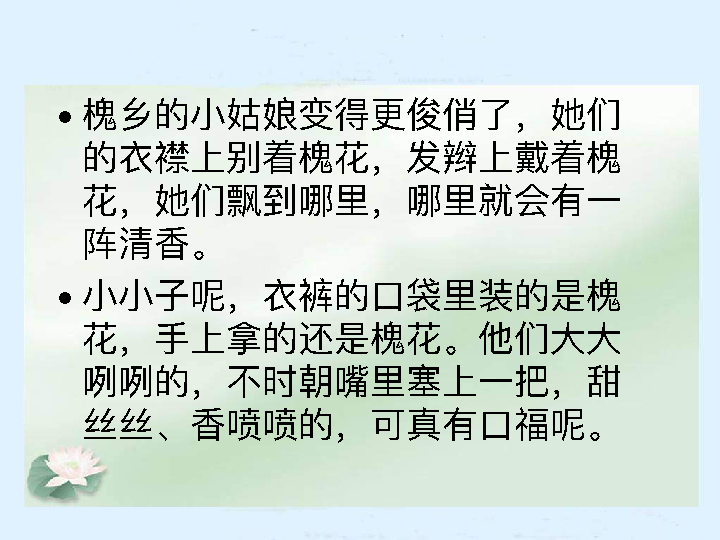 • 槐乡的小姑娘变得更俊俏了，她们
的衣襟上别着槐花，发辫上戴着槐
花，她们飘到哪里，哪里就会有一
阵清香。
• 小小子呢，衣裤的口袋里装的是槐
花，手上拿的还是槐花。他们大大
咧咧的，不时朝嘴里塞上一把，甜
丝丝、香喷喷的，可真有口福呢。